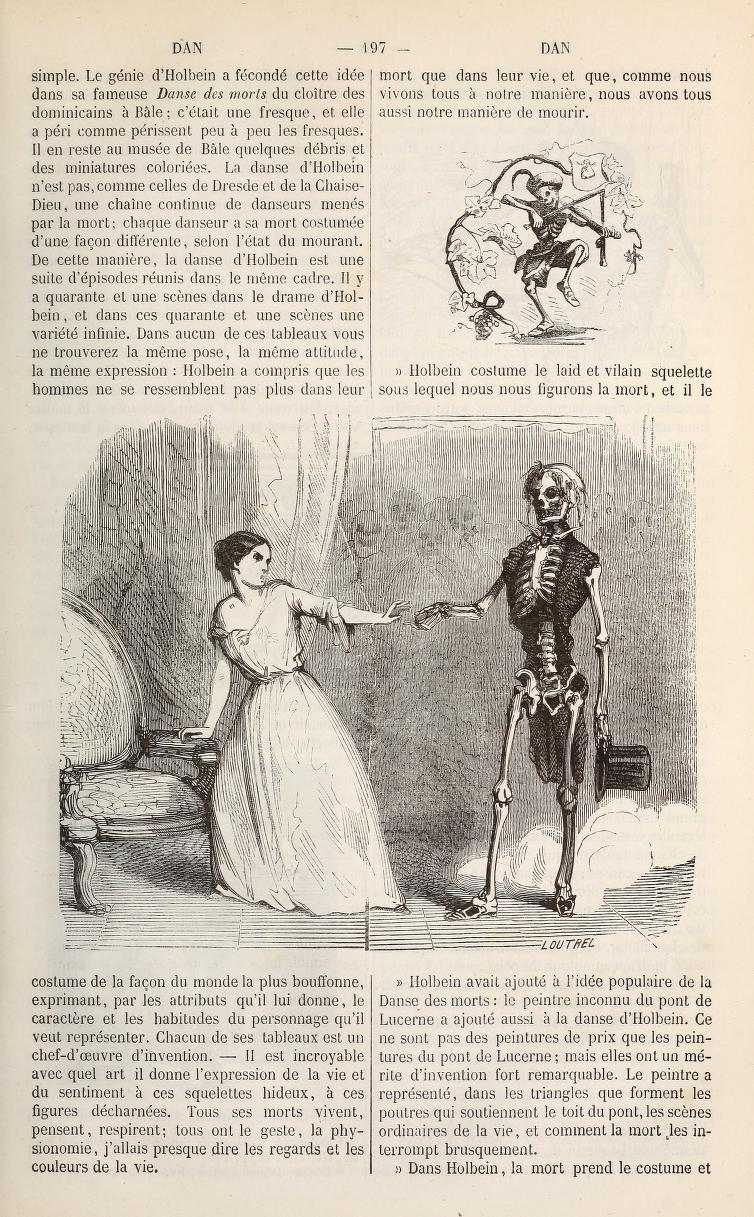 DAN — 197 — DAN
simple. Le génie d'Holbein a fécondé cette idée
dans sa fameuse Danse des morts du cloître des
dominicains à Bâle ; c'était une fresque, et elle
a péri comme périssent peu à peu les fresques.
Il en reste au musée de Bâle quelques débris et
des miniatures coloriées. La danse d'Holbein
n'est pas, comme celles de Dresde et de la Chaise-
Dieu, une chaîne continue de danseurs menés
par la mort ; chaque danseur a sa mort costumée
d'une façon différente, selon l'état du mourant.
De cette manière, la danse d'Holbein est une
suite d'épisodes réunis dans le même cadre. Il y
a quarante et une scènes dans le drame d'Hol-
bein, et dans ces quarante et une scènes une
variété infinie. Dans aucun de ces tableaux vous
ne trouverez la même pose, la même attitude,
la même expression : Holbein a compris que les
hommes ne se ressemblent pas plus dans leur
mort que dans leur vie, et que, comme nous
vivons tous à notre manière, nous avons tous
aussi notre manière de mourir.
» Holbein costume le laid et vilain squelette
sous lequel nous nous figurons la mort, et il le
LOUTREL
costume de la façon du monde la plus bouffonne,
exprimant, par les attributs qu'il lui donne, le
caractère et les habitudes du personnage qu'il
veut représenter. Chacun de ses tableaux est un
chef-d'œuvre d'invention. — Il est incroyable
avec quel art il donne l'expression de la vie et
du sentiment à ces squelettes hideux, à ces
figures décharnées. Tous ses morts vivent,
pensent, respirent ; tous ont le geste, la phy-
sionomie, j'allais presque dire les regards et les
couleurs de la vie.
» Holbein avait ajouté à l'idée populaire de la
Danse des morts : le peintre inconnu du pont de
Lucerne a ajouté aussi à la danse d'Holbein. Ce
ne sont pas des peintures de prix que les pein-
tures du pont de Lucerne ; mais elles ont un mé-
rite d'invention fort remarquable. Le peintre a
représenté, dans les triangles que forment les
poutres qui soutiennent le toit du pont, les scènes
ordinaires de la vie, et comment la mort les in-
terrompt brusquement.
» Dans Holbein, la mort prend le costume et